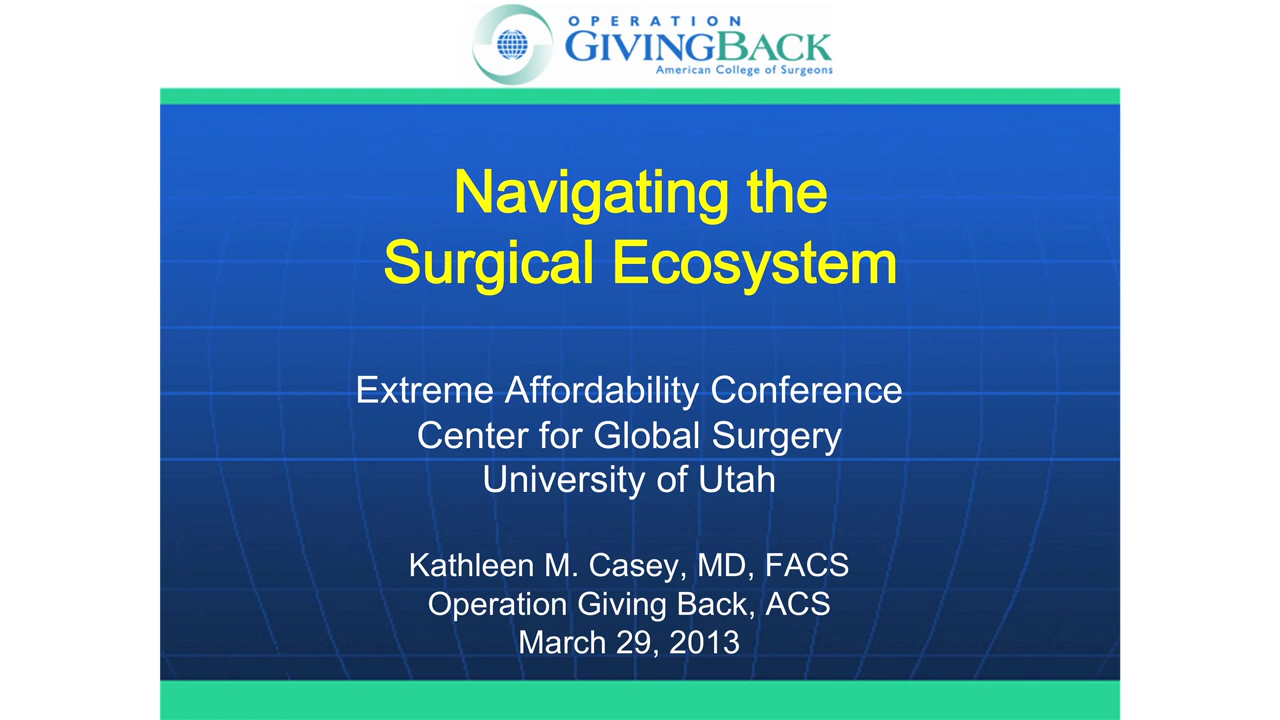 OPERATION
GIVINGBACK
American College of Surgeons
Navigating the
Surgical Ecosystem
Extreme Affordability Conference
Center for Global Surgery
University of Utah
Kathleen M. Casey, MD, FACS
Operation Giving Back, ACS
March 29, 2013